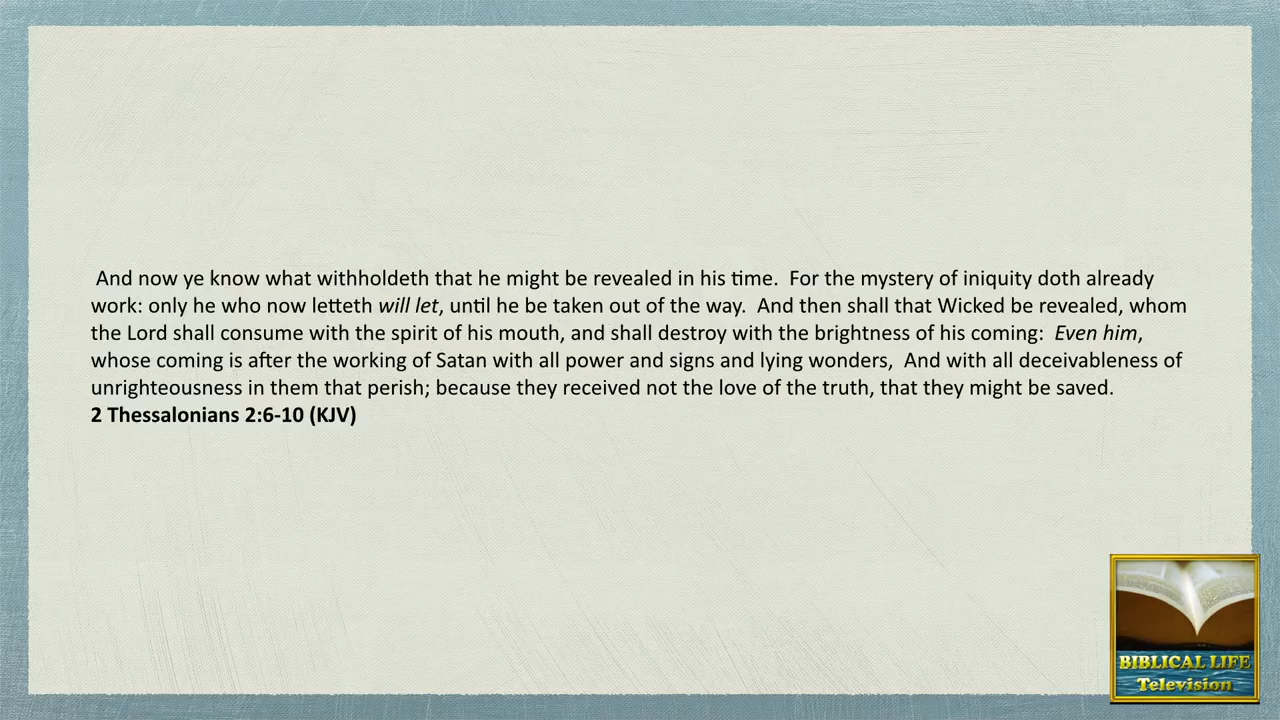 And now ye know what withholdeth that he might be revealed in his time.  For the mystery of iniquity doth already
work: only he who now letteth will let, until he be taken out of the way.  And then shall that Wicked be revealed, whom
the Lord shall consume with the spirit of his mouth, and shall destroy with the brightness of his coming:  Even him,
whose coming is after the working of Satan with all power and signs and lying wonders,  And with all deceivableness of
unrighteousness in them that perish; because they received not the love of the truth, that they might be saved.
2 Thessalonians 2:6-10 (KJV)
BIBLICAL LIFE
Television